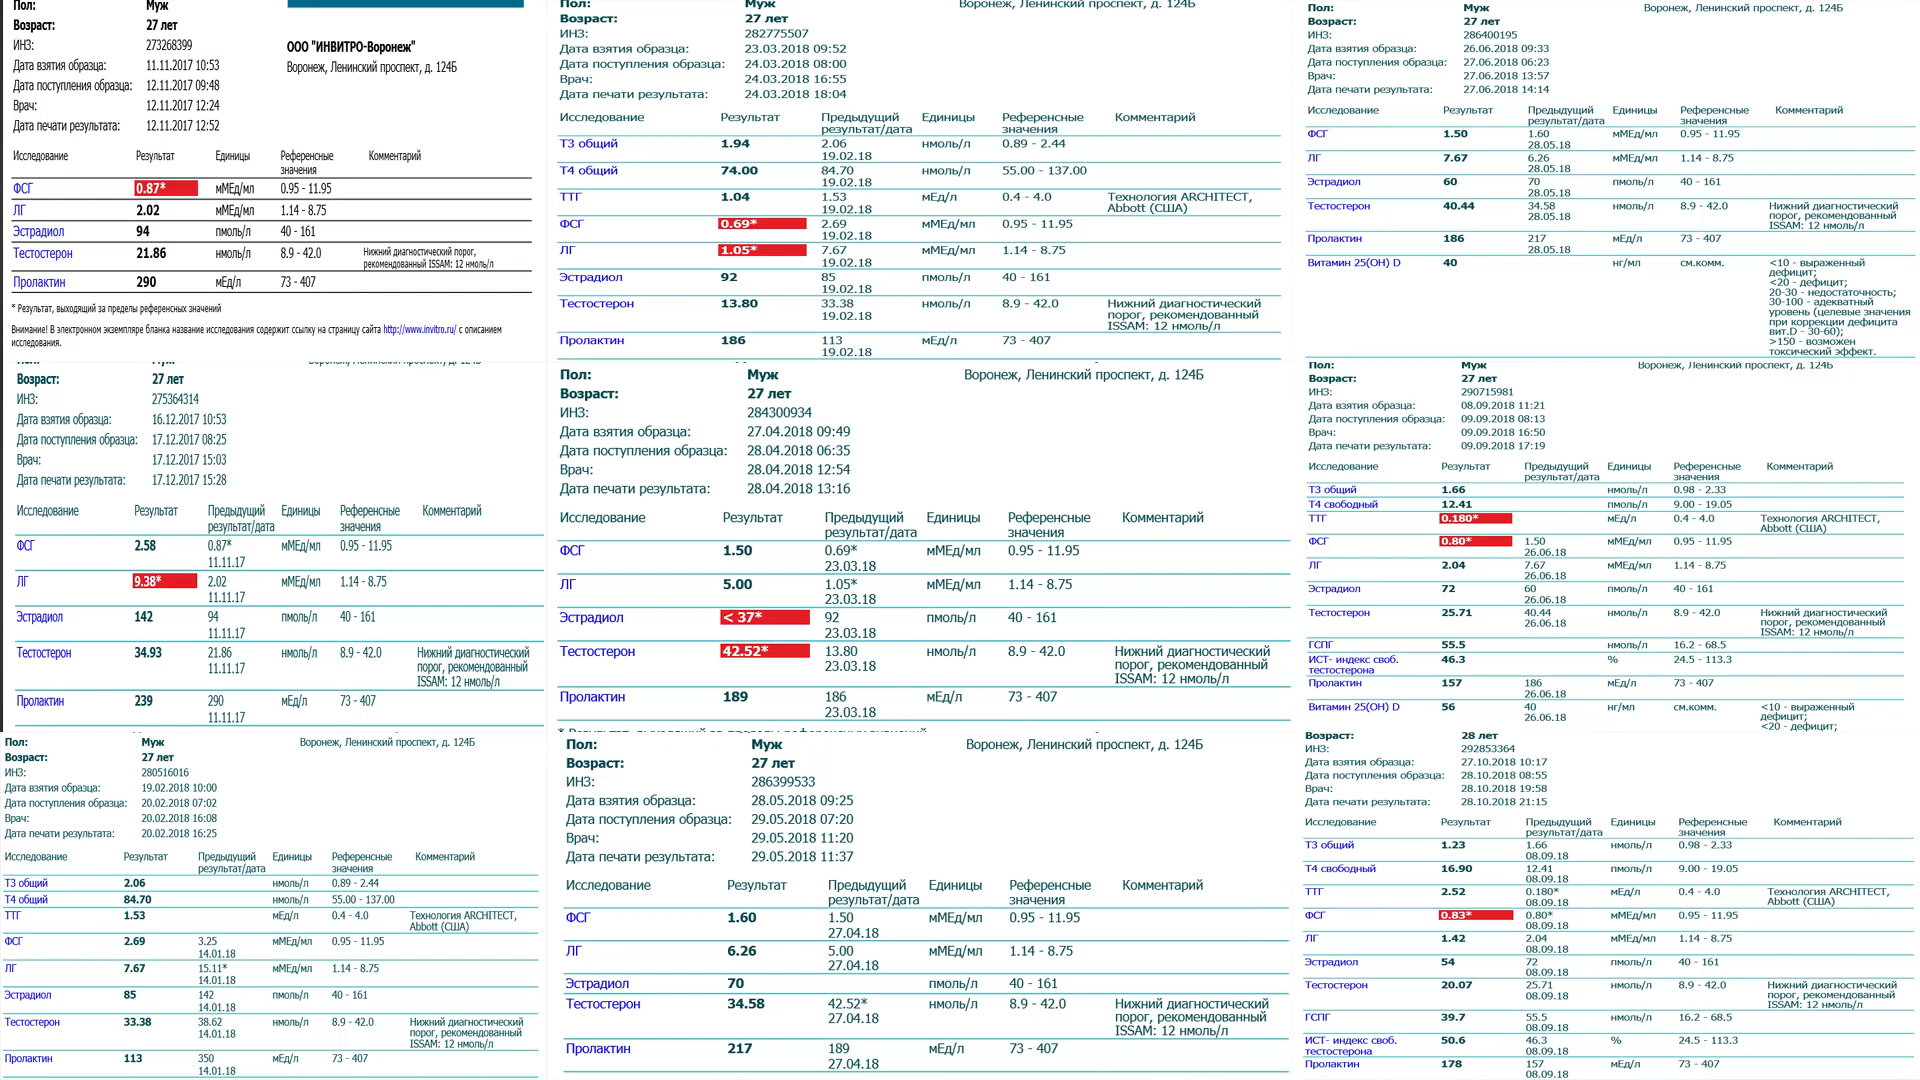 Пол: Муж
Возраст: 27 лет
ИНЗ: 273268399
Дата взятия образца: 11.11.2017 10:53
Дата поступления образца: 12.11.2017 09:48
Врач: 12.11.2017 12:24
Дата печати результата: 12.11.2017 12:52
ООО "ИНВИТРО-Воронеж"
Воронеж, Ленинский проспект, д. 124Б
Исследование Результат Единицы Референсные Комментарий
значения
ФСГ 0.87* мМЕд/мл 0.95 - 11.95
ЛГ 2.02 мМЕд/мл 1.14 - 8.75
Эстрадиол 94 пмоль/л 40 - 161
Тестостерон 21.86 нмоль/л 8.9 - 42.0 Нижний диагностический порог,
рекомендованный ISSAM: 12 нмоль/л
Пролактин 290 мЕд/л 73 - 407
* Результат, выходящий за пределы референсных значений
Внимание! В электронном экземпляре бланка название исследования содержит ссылку на страницу сайта http://www.invitro.ru/ с описанием
исследования.
Муж
Возраст: 27 лет
ИНЗ: 275364314
Дата взятия образца: 16.12.2017 10:53
Дата поступления образца: 17.12.2017 08:25
Врач: 17.12.2017 15:03
Дата печати результата: 17.12.2017 15:28
Исследование Результат Предыдущий Единицы Референсные Комментарий
результат/дата значения
ФСГ 2.58 0.87* мМЕд/мл 0.95 - 11.95
11.11.17
ЛГ 9.38* 2.02 мМЕд/мл 1.14 - 8.75
11.11.17
Эстрадиол 142 94 пмоль/л 40 - 161
11.11.17
Тестостерон 34.93 21.86 нмоль/л 8.9 - 42.0 Нижний диагностический
11.11.17 порог, рекомендованный
ISSAM: 12 нмоль/л
Пролактин 239 290 мЕд/л 73 - 407
11.11.17
Пол: Муж Воронеж, Ленинский проспект, д. 124Б
Возраст: 27 лет
ИНЗ: 280516016
Дата взятия образца: 19.02.2018 10:00
Дата поступления образца: 20.02.2018 07:02
Врач: 20.02.2018 16:08
Дата печати результата: 20.02.2018 16:25
Исследование Результат Предыдущий Единицы Референсные Комментарий
результат/дата значения
Т3 общий 2.06 нмоль/л 0.89 - 2.44
Т4 общий 84.70 нмоль/л 55.00 - 137.00
ТТГ 1.53 мЕд/л 0.4 - 4.0 Технология ARCHITECT,
Abbott (США)
ФСГ 2.69 3.25 мМЕд/мл 0.95 - 11.95
14.01.18
ЛГ 7.67 15.11* мМЕд/мл 1.14 - 8.75
14.01.18
Эстрадиол 85 142 пмоль/л 40 - 161
14.01.18
Тестостерон 33.38 38.62 нмоль/л 8.9 - 42.0 Нижний диагностический
14.01.18 порог, рекомендованный
ISSAM: 12 нмоль/л
Пролактин 113 350 мЕд/л 73 - 407
14.01.18
Пол: Муж Воронеж, Ленинский проспект, д. 124Б
Возраст: 27 лет
ИНЗ: 282775507
Дата взятия образца: 23.03.2018 09:52
Дата поступления образца: 24.03.2018 08:00
Врач: 24.03.2018 16:55
Дата печати результата: 24.03.2018 18:04
Исследование Результат Предыдущий Единицы Референсные Комментарий
результат/дата значения
Т3 общий 1.94 2.06 нмоль/л 0.89 - 2.44
19.02.18
Т4 общий 74.00 84.70 нмоль/л 55.00 - 137.00
19.02.18
ТТГ 1.04 1.53 мЕд/л 0.4 - 4.0 Технология ARCHITECT,
19.02.18 Abbott (США)
ФСГ 0.69* 2.69 мМЕд/мл 0.95 - 11.95
19.02.18
ЛГ 1.05* 7.67 мМЕд/мл 1.14 - 8.75
19.02.18
Эстрадиол 92 85 пмоль/л 40 - 161
19.02.18
Тестостерон 13.80 33.38 нмоль/л 8.9 - 42.0 Нижний диагностический
19.02.18 порог, рекомендованный
ISSAM: 12 нмоль/л
Пролактин 186 113 мЕд/л 73 - 407
19.02.18
Пол: Муж Воронеж, Ленинский проспект, д. 124Б
Возраст: 27 лет
ИНЗ: 284300934
Дата взятия образца: 27.04.2018 09:49
Дата поступления образца: 28.04.2018 06:35
Врач: 28.04.2018 12:54
Дата печати результата: 28.04.2018 13:16
Исследование Результат Предыдущий Единицы Референсные Комментарий
результат/дата значения
ФСГ 1.50 0.69* мМЕд/мл 0.95 - 11.95
23.03.18
ЛГ 5.00 1.05* мМЕд/мл 1.14 - 8.75
23.03.18
Эстрадиол < 37* 92 пмоль/л 40 - 161
23.03.18
Тестостерон 42.52* 13.80 нмоль/л 8.9 - 42.0 Нижний диагностический
23.03.18 порог, рекомендованный
ISSAM: 12 нмоль/л
Пролактин 189 186 мЕд/л 73 - 407
23.03.18
Пол: Муж Воронеж, Ленинский проспект, д. 124Б
Возраст: 27 лет
ИНЗ: 286399533
Дата взятия образца: 28.05.2018 09:25
Дата поступления образца: 29.05.2018 07:20
Врач: 29.05.2018 11:20
Дата печати результата: 29.05.2018 11:37
Исследование Результат Предыдущий Единицы Референсные Комментарий
результат/дата значения
ФСГ 1.60 1.50 мМЕд/мл 0.95 - 11.95
27.04.18
ЛГ 6.26 5.00 мМЕд/мл 1.14 - 8.75
27.04.18
Эстрадиол 70 пмоль/л 40 - 161
Тестостерон 34.58 42.52* нмоль/л 8.9 - 42.0 Нижний диагностический
27.04.18 порог, рекомендованный
ISSAM: 12 нмоль/л
Пролактин 217 189 мЕд/л 73 - 407
27.04.18
Пол: Муж Воронеж, Ленинский проспект, д. 124Б
Возраст: 27 лет
ИНЗ: 286400195
Дата взятия образца: 26.06.2018 09:33
Дата поступления образца: 27.06.2018 06:23
Врач: 27.06.2018 13:57
Дата печати результата: 27.06.2018 14:14
Исследование Результат Предыдущий Единицы Референсные Комментарий
результат/дата значения
ФСГ 1.50 1.60 мМЕд/мл 0.95 - 11.95
28.05.18
ЛГ 7.67 6.26 мМЕд/мл 1.14 - 8.75
28.05.18
Эстрадиол 60 70 пмоль/л 40 - 161
28.05.18
Тестостерон 40.44 34.58 нмоль/л 8.9 - 42.0 Нижний диагностический
28.05.18 порог, рекомендованный
ISSAM: 12 нмоль/л
Пролактин 186 217 мЕд/л 73 - 407
28.05.18
Витамин 25(OH) D 40 нг/мл см.комм. <10 - выраженный
дефицит;
<20 - дефицит;
20-30 - недостаточность;
30-100 - адекватный
уровень (целевые значения
при коррекции дефицита
вит.D - 30-60);
>150 - возможен
токсический эффект.
Пол: Муж Воронеж, Ленинский проспект, д. 124Б
Возраст: 27 лет
ИНЗ: 290715981
Дата взятия образца: 08.09.2018 11:21
Дата поступления образца: 09.09.2018 08:13
Врач: 09.09.2018 16:50
Дата печати результата: 09.09.2018 17:19
Исследование Результат Предыдущий Единицы Референсные Комментарий
результат/дата значения
Т3 общий 1.66 нмоль/л 0.98 - 2.33
Т4 свободный 12.41 пмоль/л 9.00 - 19.05
ТТГ 0.180* мЕд/л 0.4 - 4.0 Технология ARCHITECT,
Abbott (США)
ФСГ 0.80* 1.50 мМЕд/мл 0.95 - 11.95
26.06.18
ЛГ 2.04 7.67 мМЕд/мл 1.14 - 8.75
26.06.18
Эстрадиол 72 60 пмоль/л 40 - 161
26.06.18
Тестостерон 25.71 40.44 нмоль/л 8.9 - 42.0 Нижний диагностический
26.06.18 порог, рекомендованный
ISSAM: 12 нмоль/л
ГСПГ 55.5 нмоль/л 16.2 - 68.5
ИСТ- индекс своб. 46.3 % 24.5 - 113.3
тестостерона
Пролактин 157 186 мЕд/л 73 - 407
26.06.18
Витамин 25(OH) D 56 40 нг/мл см.комм. <10 - выраженный
26.06.18 дефицит;
<20 - дефицит;
Возраст: 28 лет
ИНЗ: 292853364
Дата взятия образца: 27.10.2018 10:17
Дата поступления образца: 28.10.2018 08:55
Врач: 28.10.2018 19:58
Дата печати результата: 28.10.2018 21:15
Исследование Результат Предыдущий Единицы Референсные Комментарий
результат/дата значения
Т3 общий 1.23 1.66 нмоль/л 0.98 - 2.33
08.09.18
Т4 свободный 16.90 12.41 пмоль/л 9.00 - 19.05
08.09.18
ТТГ 2.52 0.180* мЕд/л 0.4 - 4.0 Технология ARCHITECT,
08.09.18 Abbott (США)
ФСГ 0.83* 0.80* мМЕд/мл 0.95 - 11.95
08.09.18
ЛГ 1.42 2.04 мМЕд/мл 1.14 - 8.75
08.09.18
Эстрадиол 54 72 пмоль/л 40 - 161
08.09.18
Тестостерон 20.07 25.71 нмоль/л 8.9 - 42.0 Нижний диагностический
08.09.18 порог, рекомендованный
ISSAM: 12 нмоль/л
ГСПГ 39.7 55.5 нмоль/л 16.2 - 68.5
08.09.18
ИСТ- индекс своб. 50.6 46.3 % 24.5 - 113.3
тестостерона 08.09.18
Пролактин 178 157 мЕд/л 73 - 407
08.09.18